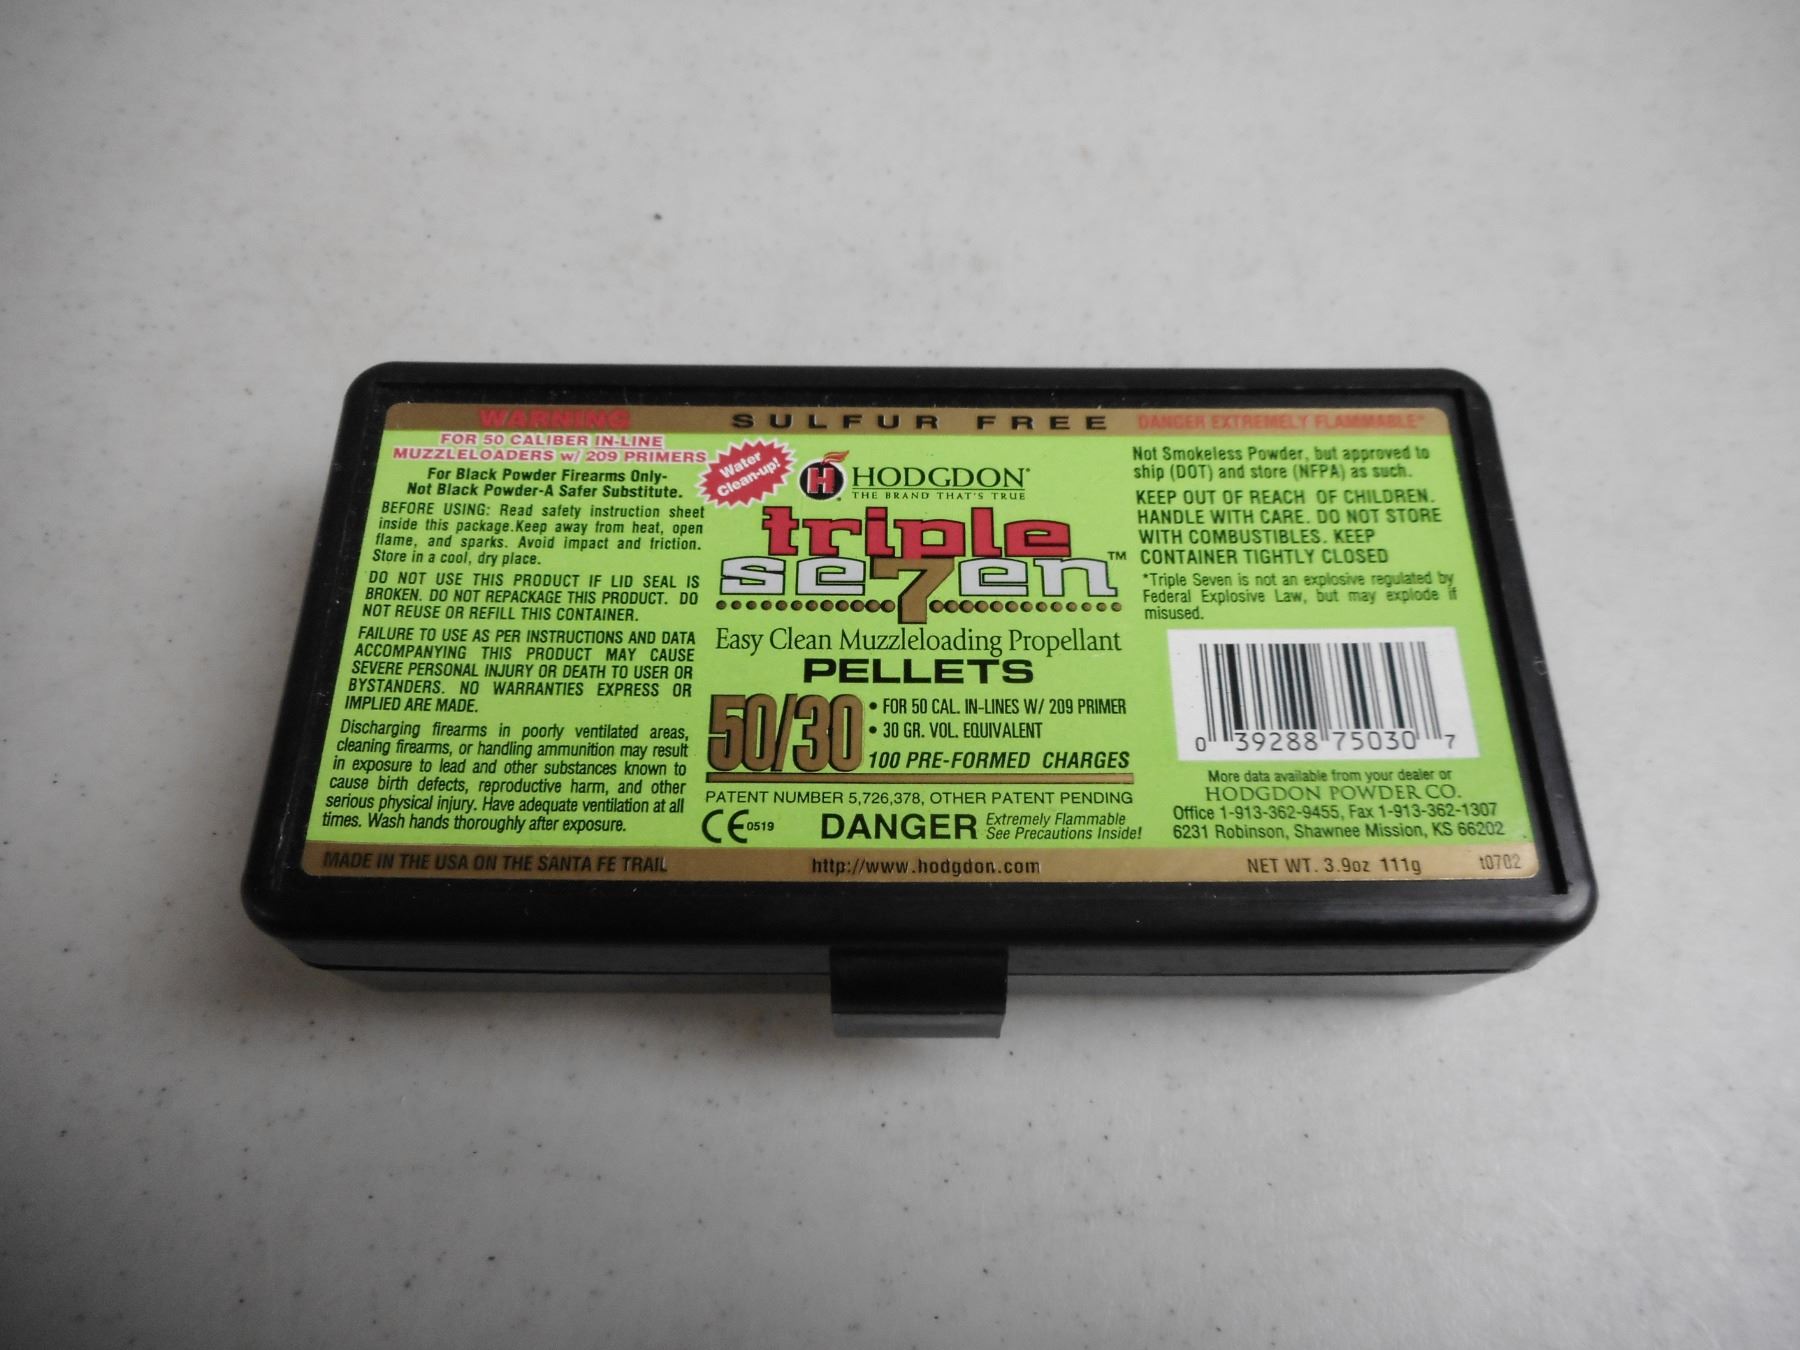 WARNING
FOR 50 CALIBER IN-LINE
MUZZLELOADERS w/ 209 PRIMERS
For Black Powder Firearms Only-
Not Black Powder-A Safer Substitute.
BEFORE USING: Read safety instruction sheet
inside this package.Keep away from heat, open
flame, and sparks. Avoid impact and friction.
Store in a cool, dry place.
DO NOT USE THIS PRODUCT IF LID SEAL IS
BROKEN. DO NOT REPACKAGE THIS PRODUCT. DO
NOT REUSE OR REFILL THIS CONTAINER.
FAILURE TO USE AS PER INSTRUCTIONS AND DATA
ACCOMPANYING THIS PRODUCT MAY CAUSE
SEVERE PERSONAL INJURY OR DEATH TO USER OR
BYSTANDERS. NO WARRANTIES EXPRESS OR
IMPLIED ARE MADE.
Discharging firearms in poorly ventilated areas,
cleaning firearms, or handling ammunition may result
in exposure to lead and other substances known to
cause birth defects, reproductive harm, and other
serious physical injury. Have adequate ventilation at all
times. Wash hands thoroughly after exposure.
MADE IN THE USA ON THE SANTA FE TRAIL
SULFUR FREE
Water
Clean-up!
H
HODGDON®
THE BRAND THAT'S TRUE
triple
se7en™
Easy Clean Muzzleloading Propellant
PELLETS
50/30
• FOR 50 CAL. IN-LINES W/ 209 PRIMER
• 30 GR. VOL. EQUIVALENT
100 PRE-FORMED CHARGES
PATENT NUMBER 5,726,378, OTHER PATENT PENDING
CE 0519
DANGER
Extremely Flammable
See Precautions Inside!
http://www.hodgdon.com
DANGER EXTREMELY FLAMMABLE*
Not Smokeless Powder, but approved to
ship (DOT) and store (NFPA) as such.
KEEP OUT OF REACH OF CHILDREN.
HANDLE WITH CARE. DO NOT STORE
WITH COMBUSTIBLES. KEEP
CONTAINER TIGHTLY CLOSED
*Triple Seven is not an explosive regulated by
Federal Explosive Law, but may explode if
misused.
0 39288 75030 7
More data available from your dealer or
HODGDON POWDER CO.
Office 1-913-362-9455, Fax 1-913-362-1307
6231 Robinson, Shawnee Mission, KS 66202
NET WT. 3.9oz 111g
t0702